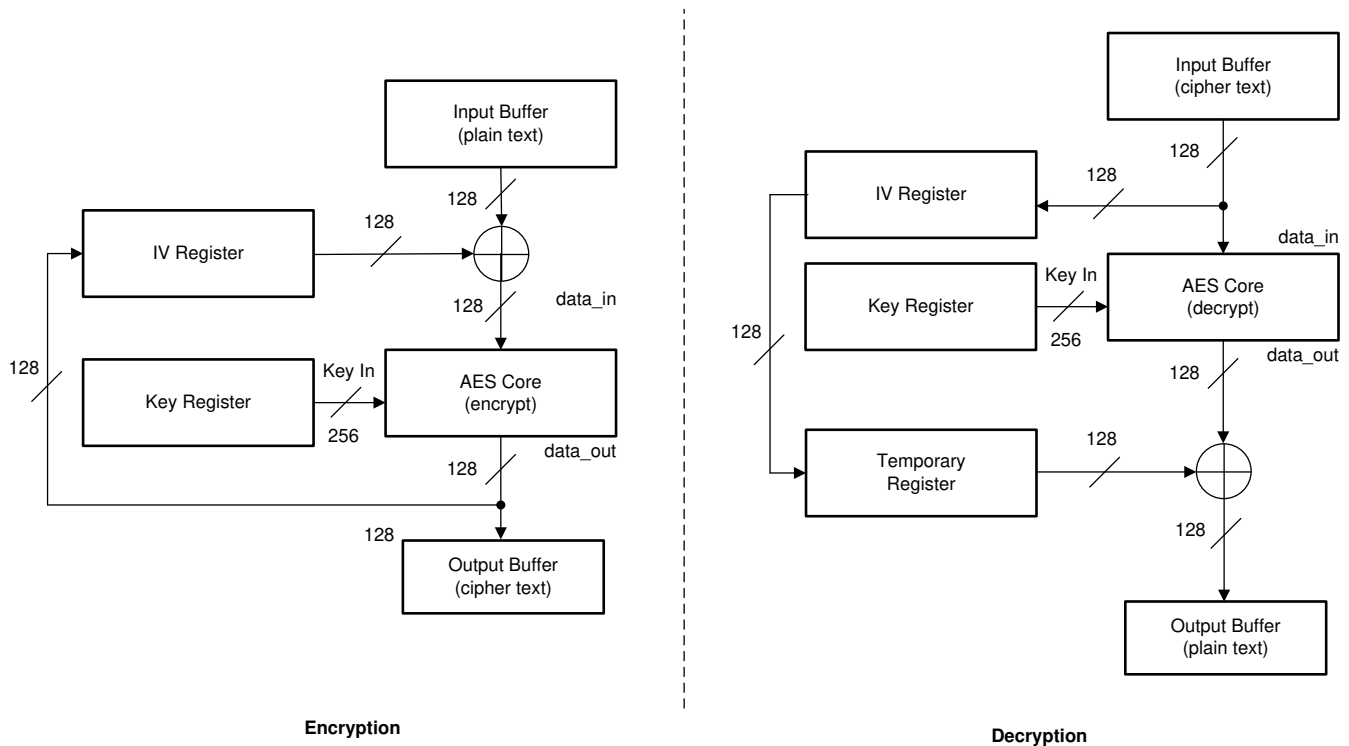 Input Buffer
(plain text)
128
IV Register
128
128
data_in
128
Key Register
Key In
256
AES Core
(encrypt)
data_out
128
128
Output Buffer
(cipher text)
Encryption
Input Buffer
(cipher text)
128
128
IV Register
data_in
Key In
AES Core
(decrypt)
Key Register
256
128
data_out
128
Temporary
Register
128
128
Output Buffer
(plain text)
Decryption